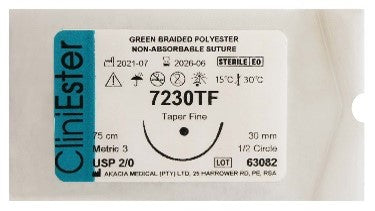 CliniEster
GREEN BRAIDED POLYESTER
NON-ABSORBABLE SUTURE
2021-07 2026-06 STERILE EO
15°C 30°C
7230TF
Taper Fine
75 cm 30 mm
Metric 3 1/2 Circle
USP 2/0 LOT 63082
AKACIA MEDICAL (PTY) LTD, 25 HARROWER RD, PE, RSA